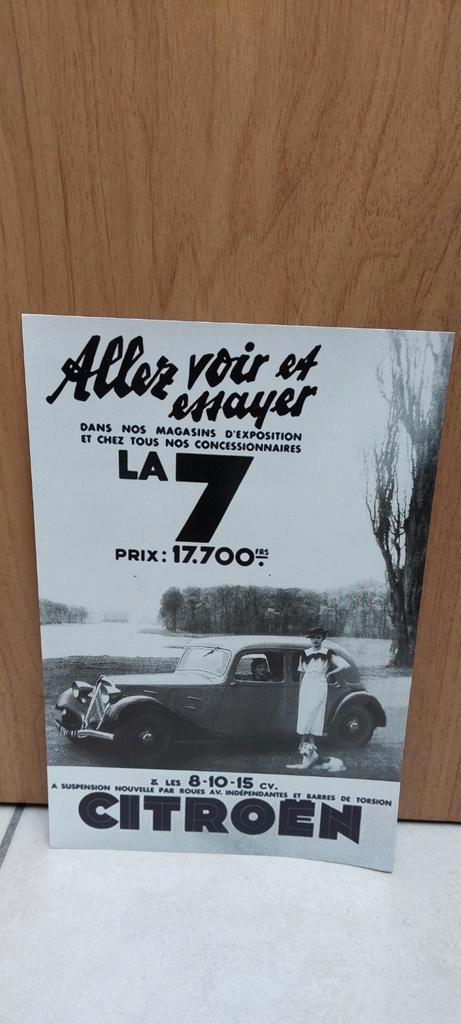 Allez voir et
essayer
DANS NOS MAGASINS D'EXPOSITION
ET CHEZ TOUS NOS CONCESSIONNAIRES
LA 7
PRIX: 17.700 FRS.
& LES 8-10-15 CV.
A SUSPENSION NOUVELLE PAR ROUES AV. INDÉPENDANTES ET BARRES DE TORSION
CITROËN